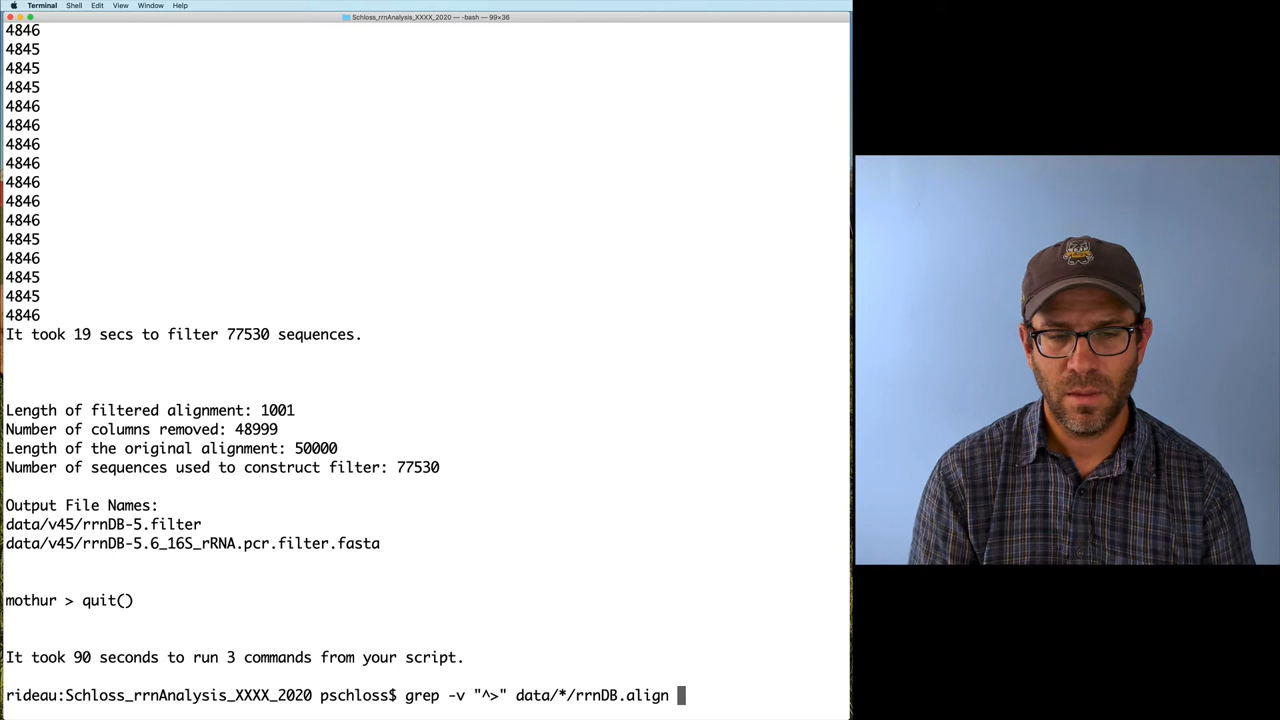 Terminal Shell Edit View Window Help
Schloss_rrnAnalysis_XXXX_2020 — -bash — 99×36
4846
4845
4845
4845
4846
4846
4846
4846
4846
4846
4846
4845
4846
4845
4845
4846
It took 19 secs to filter 77530 sequences.
Length of filtered alignment: 1001
Number of columns removed: 48999
Length of the original alignment: 50000
Number of sequences used to construct filter: 77530
Output File Names:
data/v45/rrnDB-5.filter
data/v45/rrnDB-5.6_16S_rRNA.pcr.filter.fasta
mothur > quit()
It took 90 seconds to run 3 commands from your script.
rideau:Schloss_rrnAnalysis_XXXX_2020 pschloss$ grep -v "^>" data/*/rrnDB.align